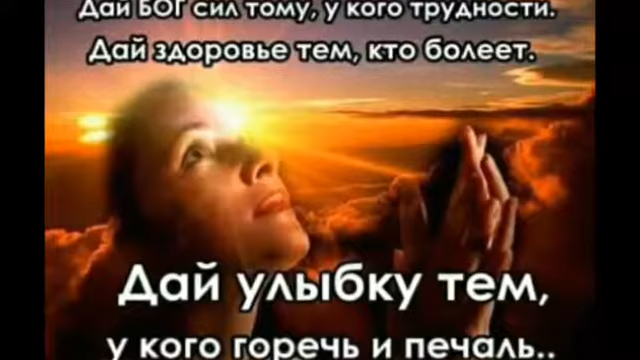 Дай БОГ сил тому, у кого трудности.
Дай здоровье тем, кто болеет.
Дай улыбку тем,
у кого горечь и печаль..